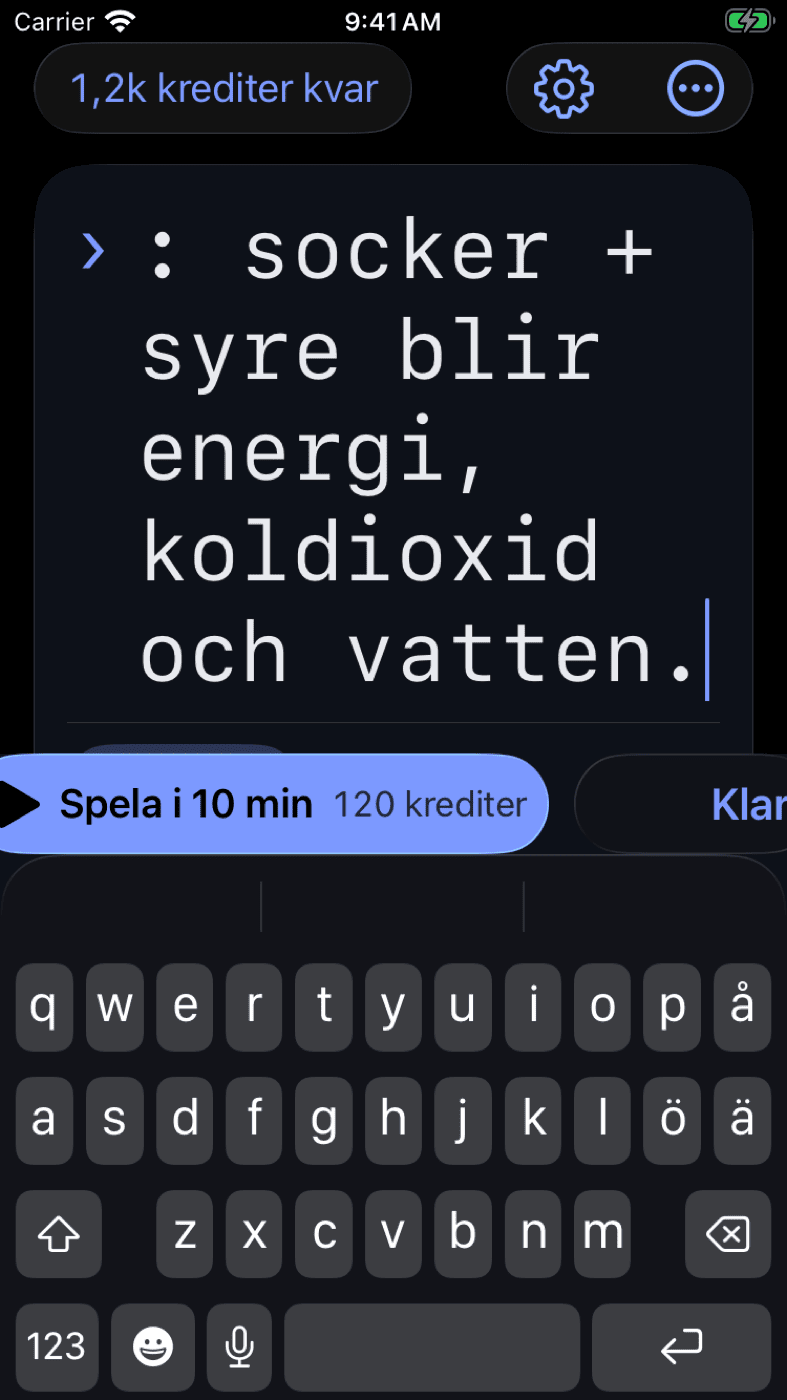 Carrier 9:41 AM
1,2k krediter kvar
› : socker +
syre blir
energi,
koldioxid
och vatten.
Spela i 10 min 120 krediter
Klar
q w e r t y u i o p å
a s d f g h j k l ö ä
z x c v b n m
123